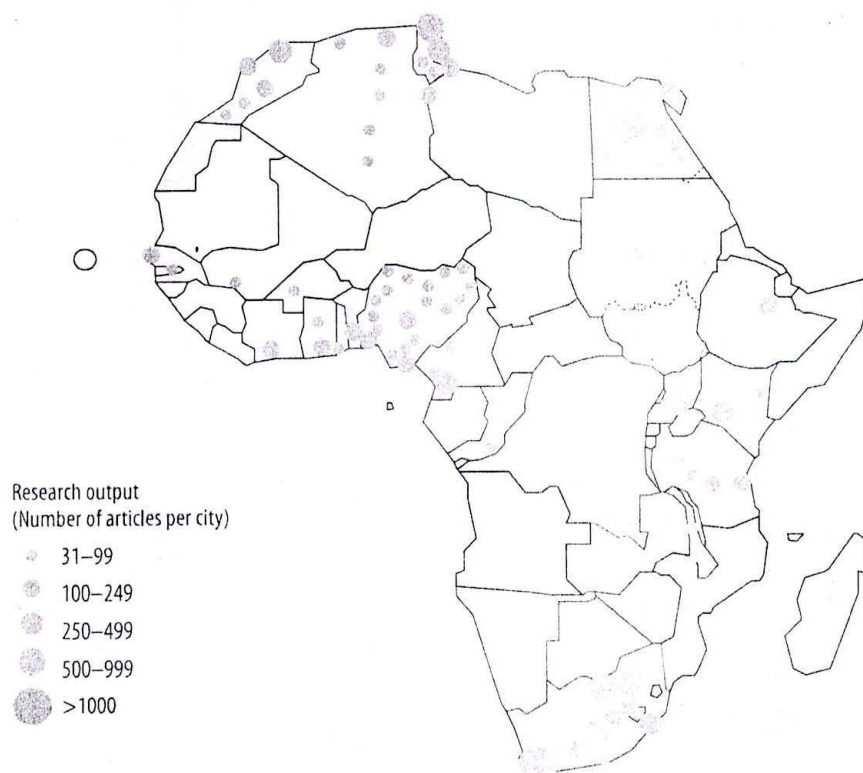 Research output
(Number of articles per city)
31–99
100–249
250–499
500–999
>1000